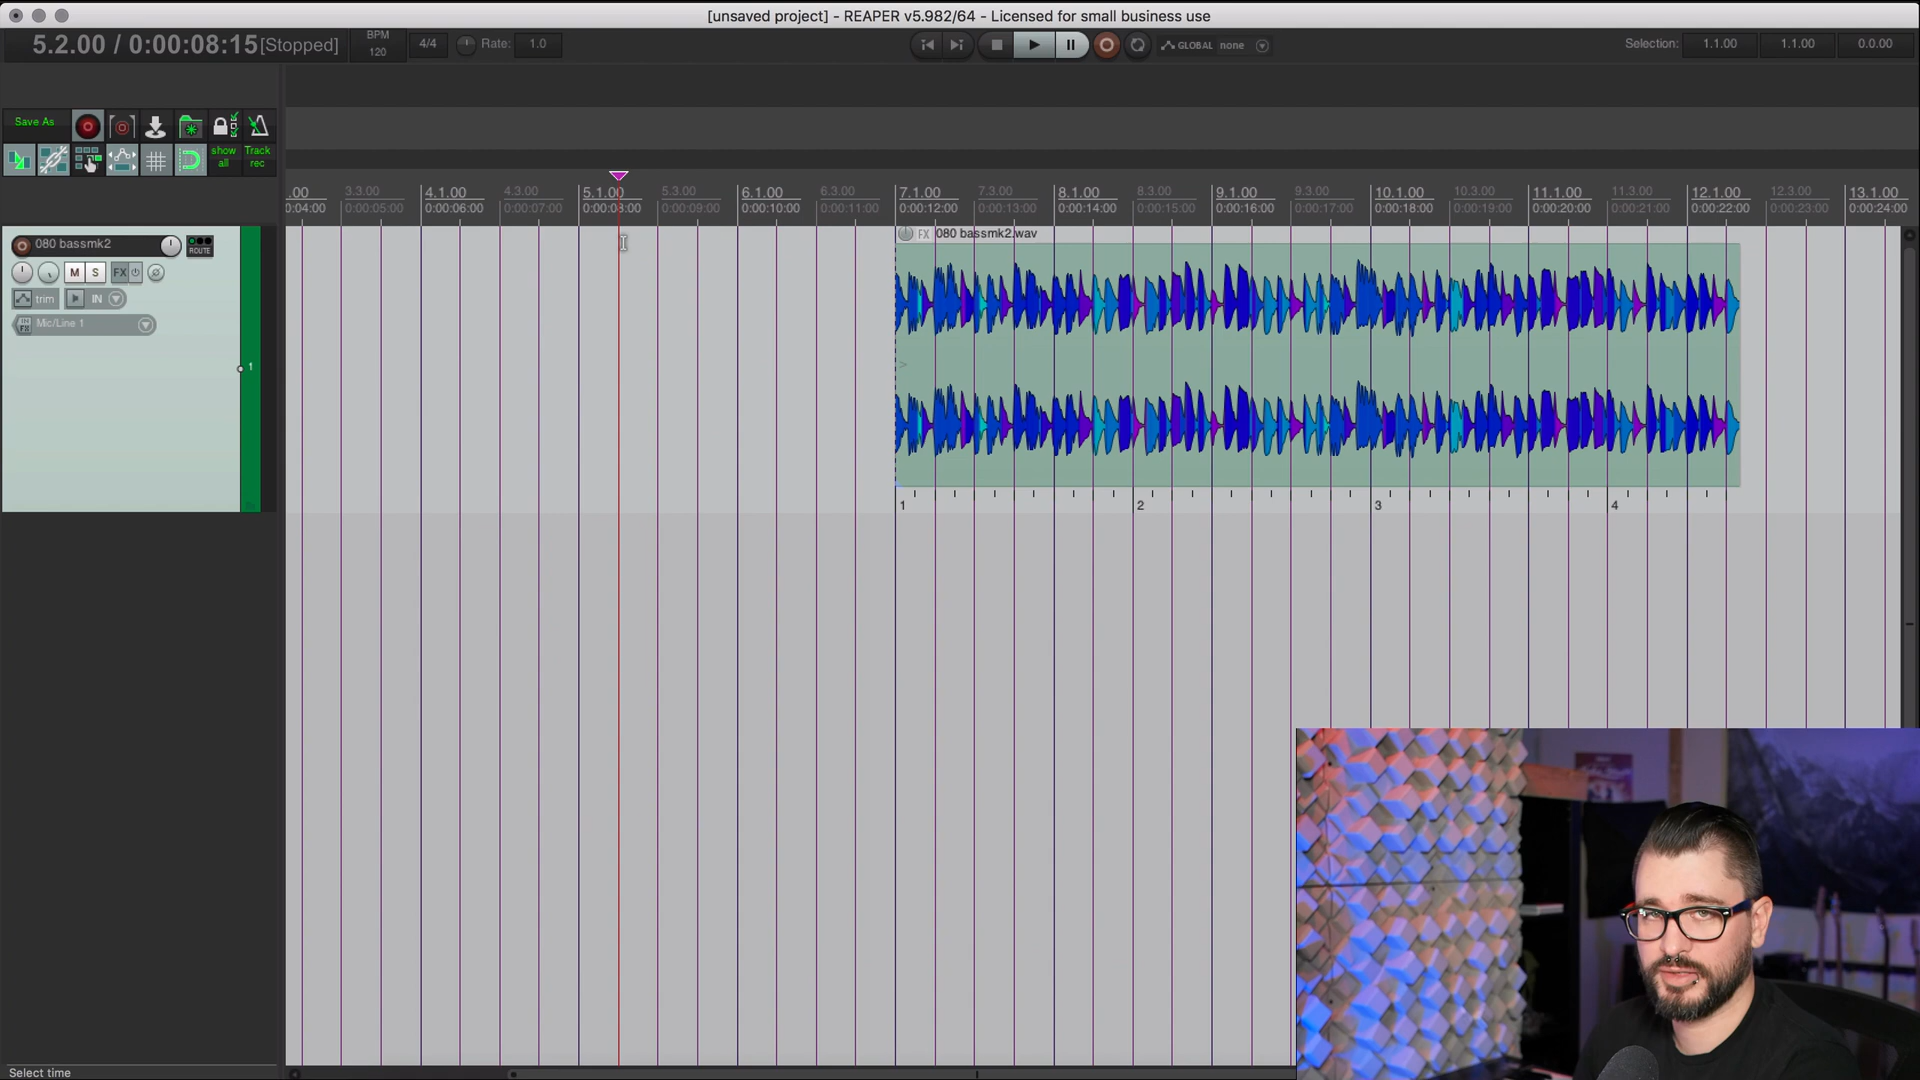 [unsaved project] - REAPER v5.982/64 - Licensed for small business use
5.2.00 / 0:00:08:15 [Stopped]
BPM
120
4/4
Rate: 1.0
GLOBAL none
Selection: 1.1.00 1.1.00 0.0.00
Save As
show all
Track rec
.00 3.3.00 4.1.00 4.3.00 5.1.00 5.3.00 6.1.00 6.3.00 7.1.00 7.3.00 8.1.00 8.3.00 9.1.00 9.3.00 10.1.00 10.3.00 11.1.00 11.3.00 12.1.00 12.3.00 13.1.00
0:04:00 0:00:05:00 0:00:06:00 0:00:07:00 0:00:08:00 0:00:09:00 0:00:10:00 0:00:11:00 0:00:12:00 0:00:13:00 0:00:14:00 0:00:15:00 0:00:16:00 0:00:17:00 0:00:18:00 0:00:19:00 0:00:20:00 0:00:21:00 0:00:22:00 0:00:23:00 0:00:24:00
FX 080 bassmk2.wav
080 bassmk2
ROUTE
M S FX
trim IN
IN FX Mic/Line 1
1
1 2 3 4
Select time